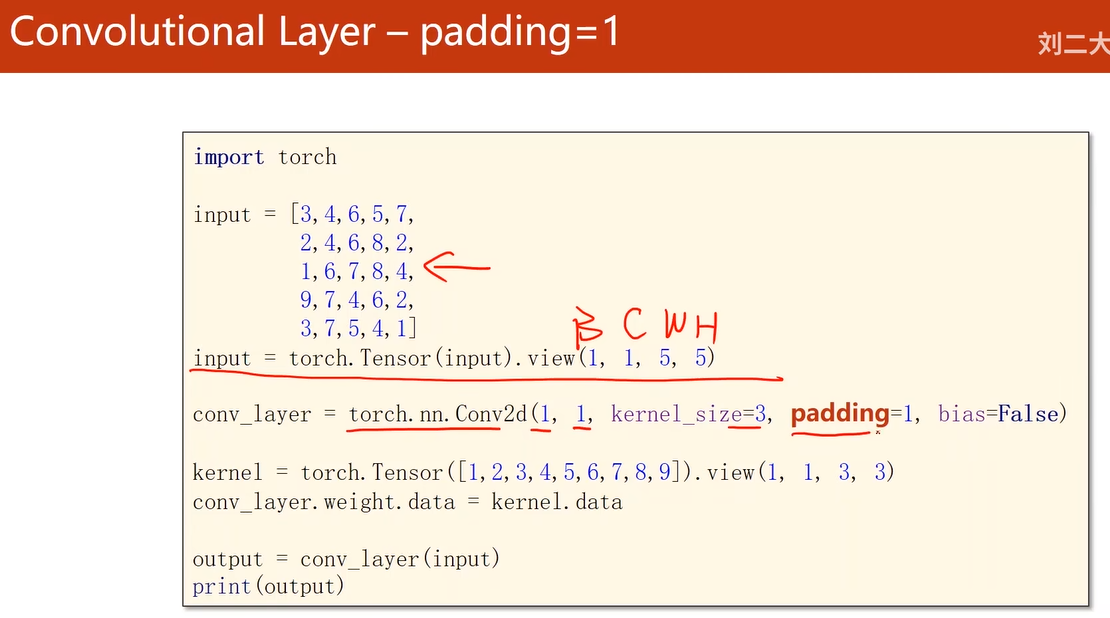 Convolutional Layer – padding=1
刘二大
import torch
input = [3,4,6,5,7,
2,4,6,8,2,
1,6,7,8,4,
9,7,4,6,2,
3,7,5,4,1]
B C W H
input = torch.Tensor(input).view(1, 1, 5, 5)
conv_layer = torch.nn.Conv2d(1, 1, kernel_size=3, padding=1, bias=False)
kernel = torch.Tensor([1,2,3,4,5,6,7,8,9]).view(1, 1, 3, 3)
conv_layer.weight.data = kernel.data
output = conv_layer(input)
print(output)